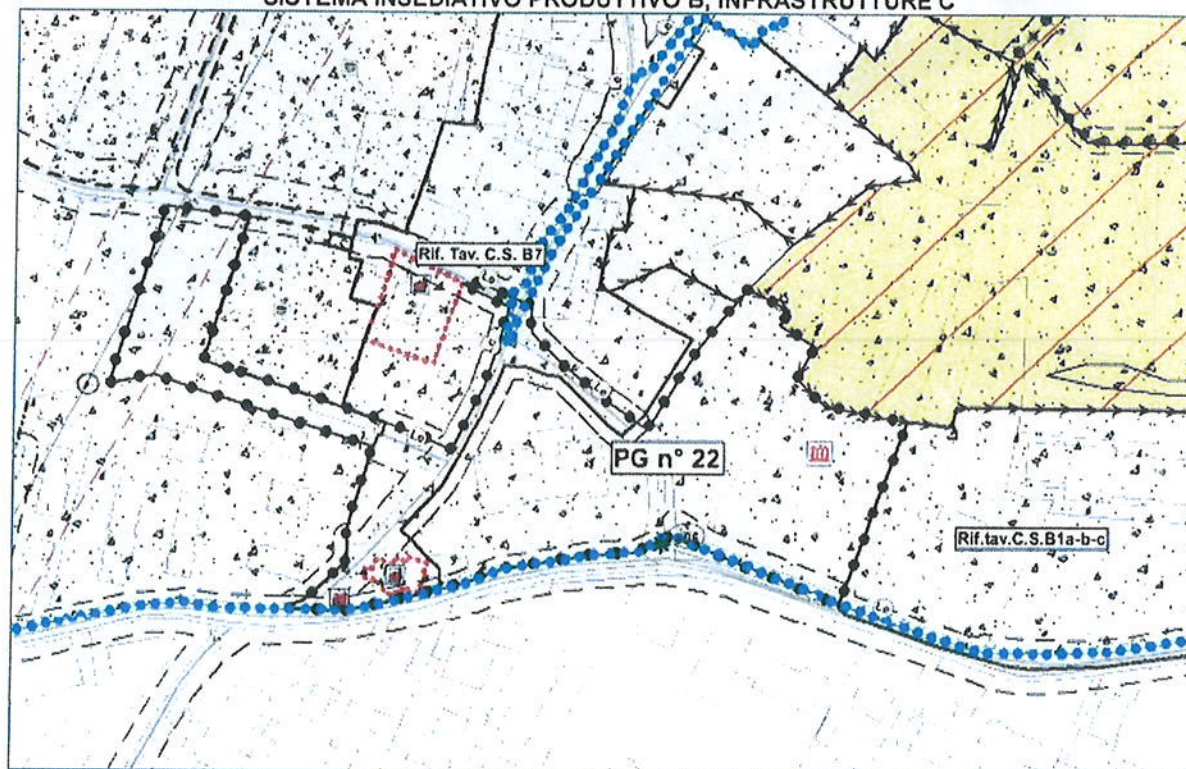 SISTEMA INSEDIATIVO PRODUTTIVO B, INFRASTRUTTURE C
Rif. Tav. C.S. B7
PG n° 22
Rif.tav.C.S.B1a-b-c